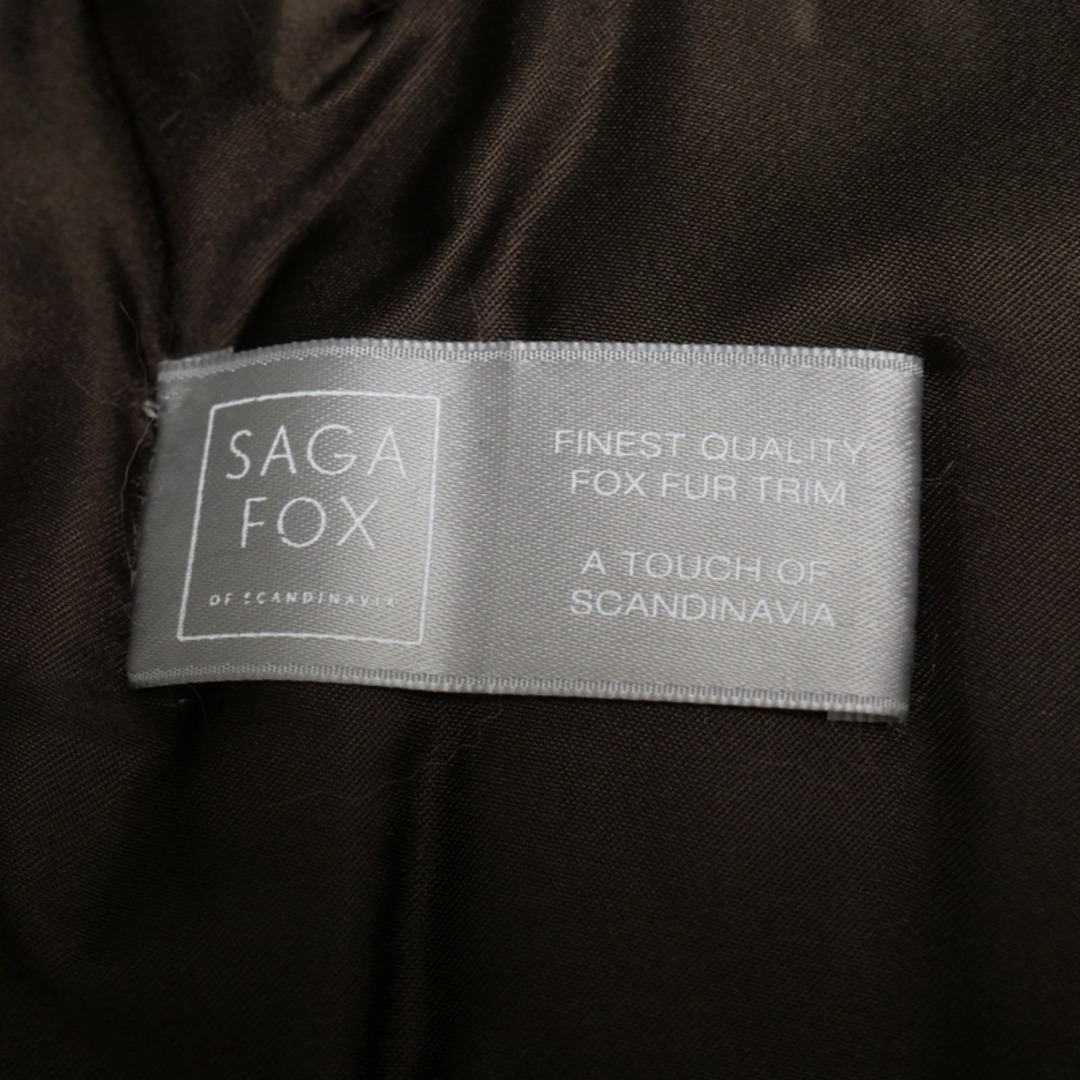 SAGA
FOX
OF SCANDINAVIA
FINEST QUALITY
FOX FUR TRIM
A TOUCH OF
SCANDINAVIA